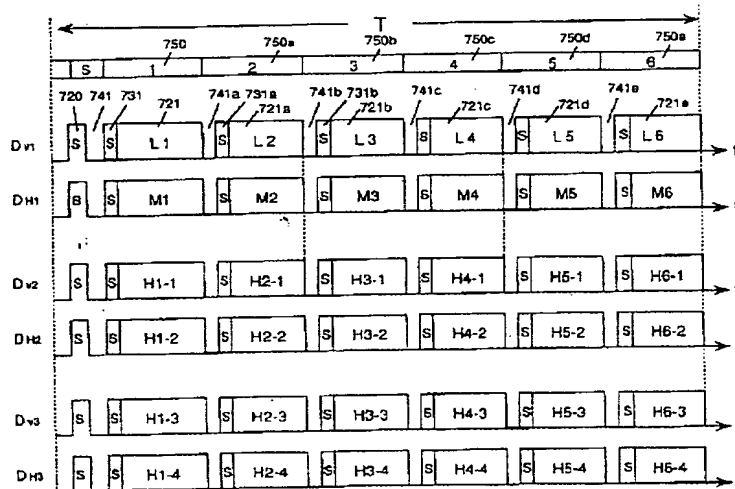 T
750 750a 750b 750c 750d 750e
S 1 2 3 4 5 6
720 741 731 721 741a 731a 721a 741b 731b 721b 741c 721c 741d 721d 741e 721e
DV1 S S L1 S L2 S L3 S L4 S L5 S L6 t
DH1 S S M1 S M2 S M3 S M4 S M5 S M6
DV2 S S H1-1 S H2-1 S H3-1 S H4-1 S H5-1 S H6-1
DH2 S S H1-2 S H2-2 S H3-2 S H4-2 S H5-2 S H6-2
DV3 S S H1-3 S H2-3 S H3-3 S H4-3 S H5-3 S H6-3
DH3 S S H1-4 S H2-4 S H3-4 S H4-4 S H5-4 S H6-4